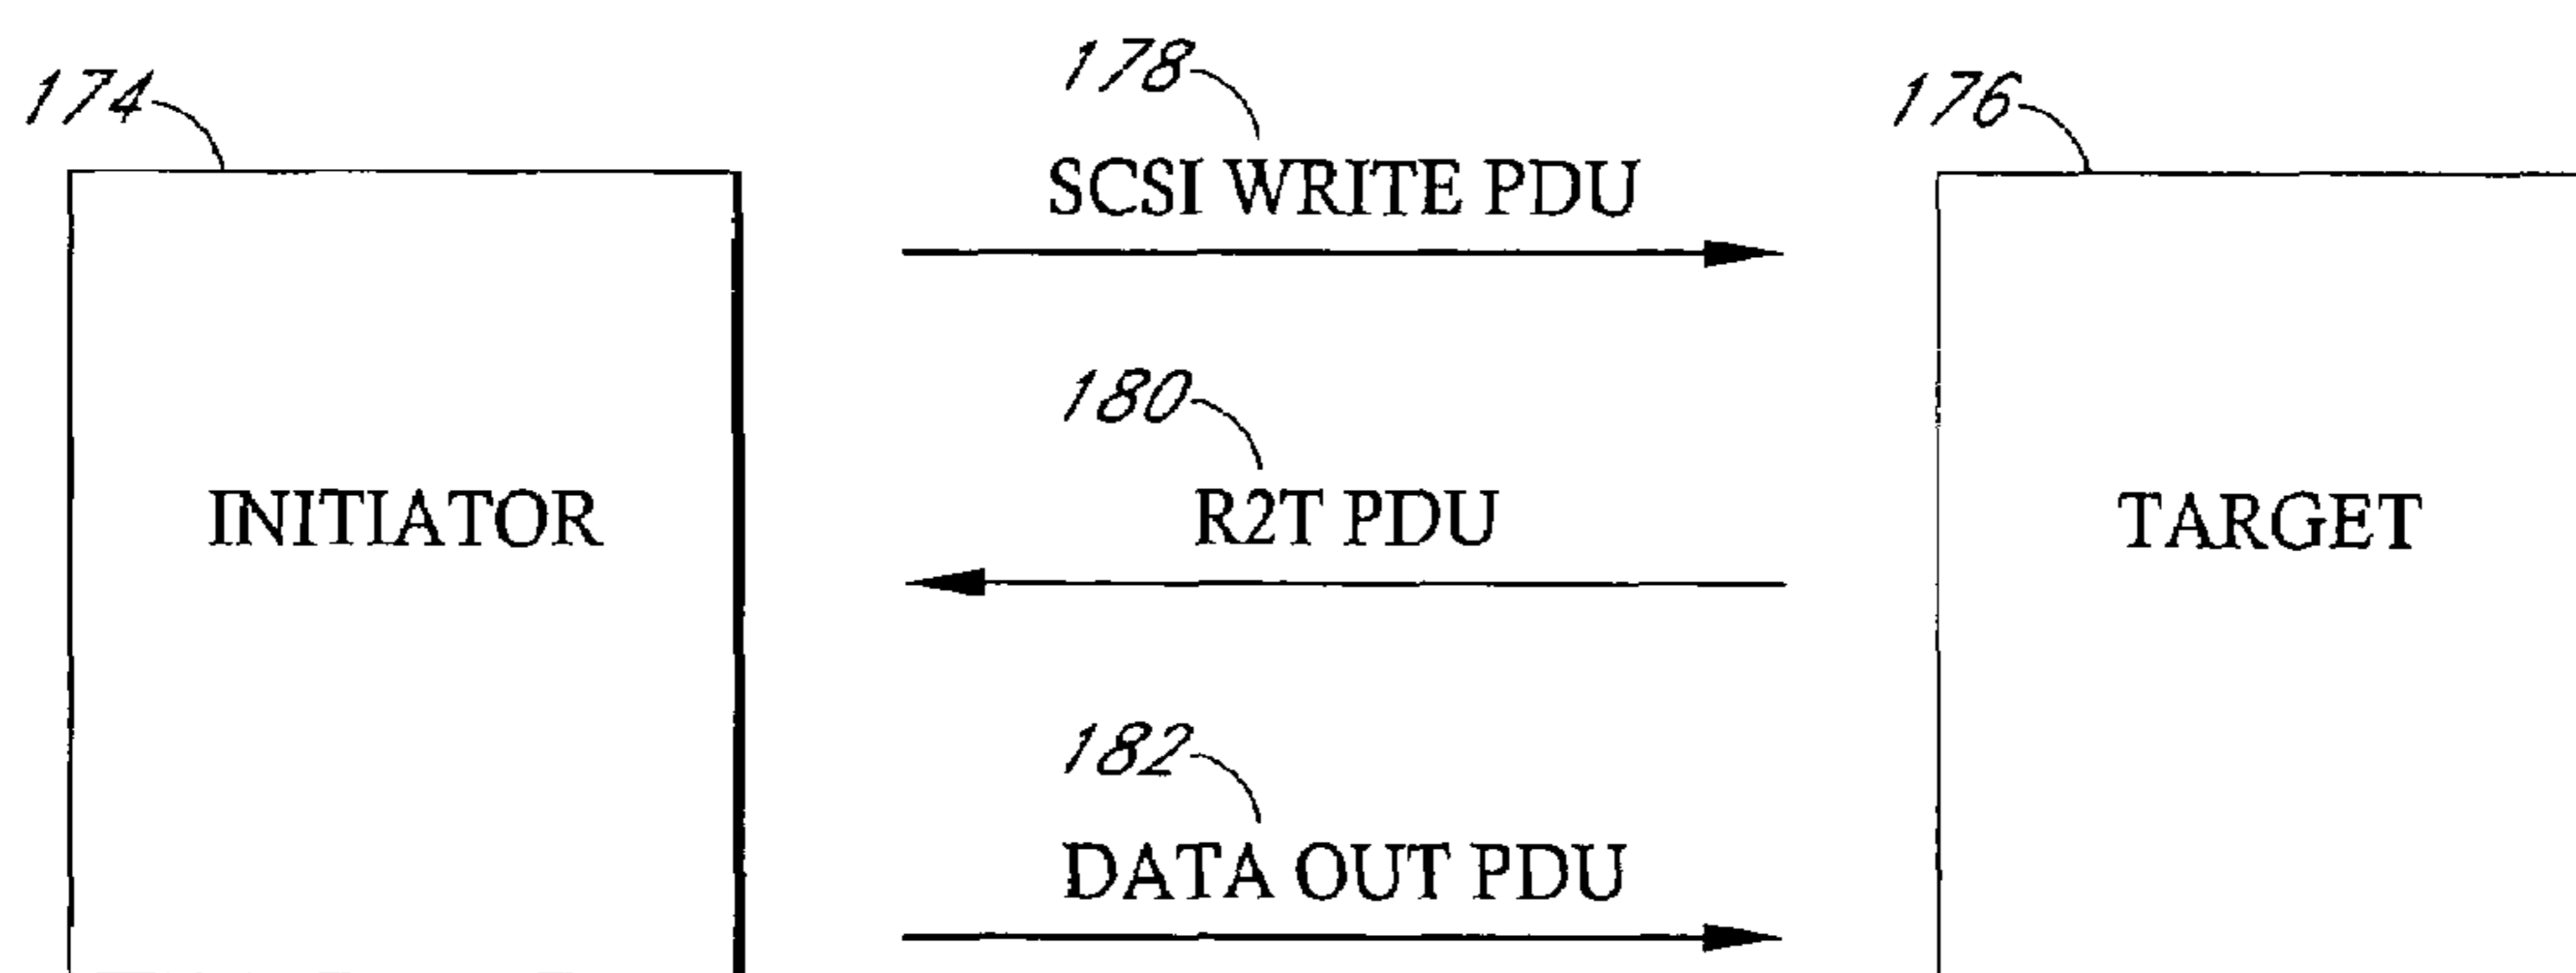 174
178
176
SCSI WRITE PDU
180
INITIATOR
R2T PDU
TARGET
182
DATA OUT PDU